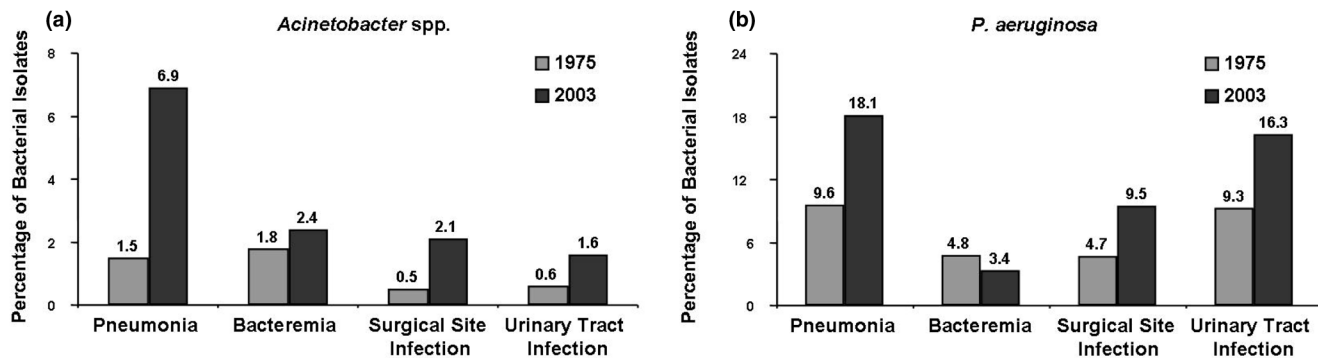 (a)
Acinetobacter spp.
Percentage of Bacterial Isolates
8
6
4
2
0
1975
2003
1.5
6.9
1.8
2.4
0.5
2.1
0.6
1.6
Pneumonia
Bacteremia
Surgical Site
Infection
Urinary Tract
Infection
(b)
P. aeruginosa
Percentage of Bacterial Isolates
24
18
12
6
0
1975
2003
9.6
18.1
4.8
3.4
4.7
9.5
9.3
16.3
Pneumonia
Bacteremia
Surgical Site
Infection
Urinary Tract
Infection